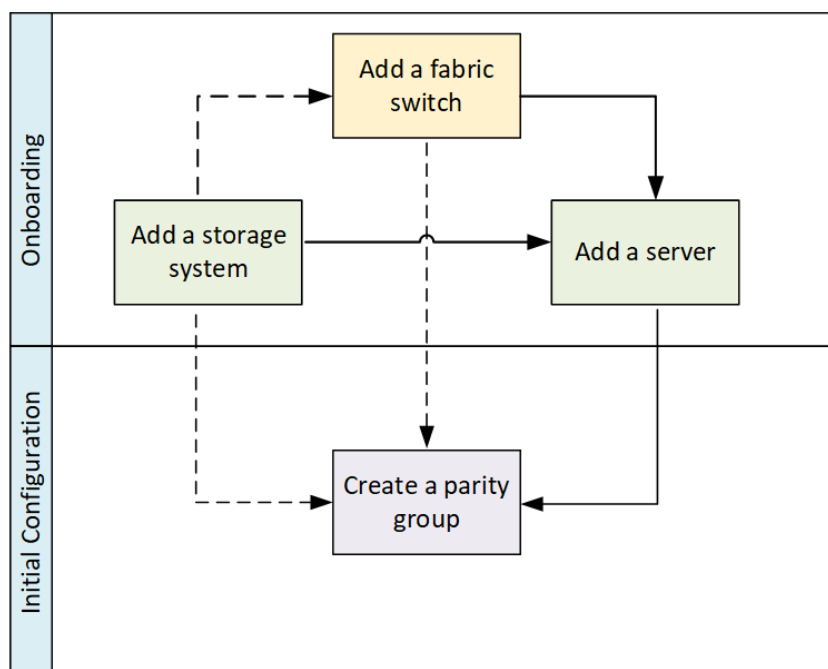 Onboarding
Add a fabric
switch
Add a storage
system
Add a server
Initial Configuration
Create a parity
group